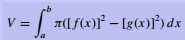 V = ∫_a^b π([f(x)]² − [g(x)]²) dx